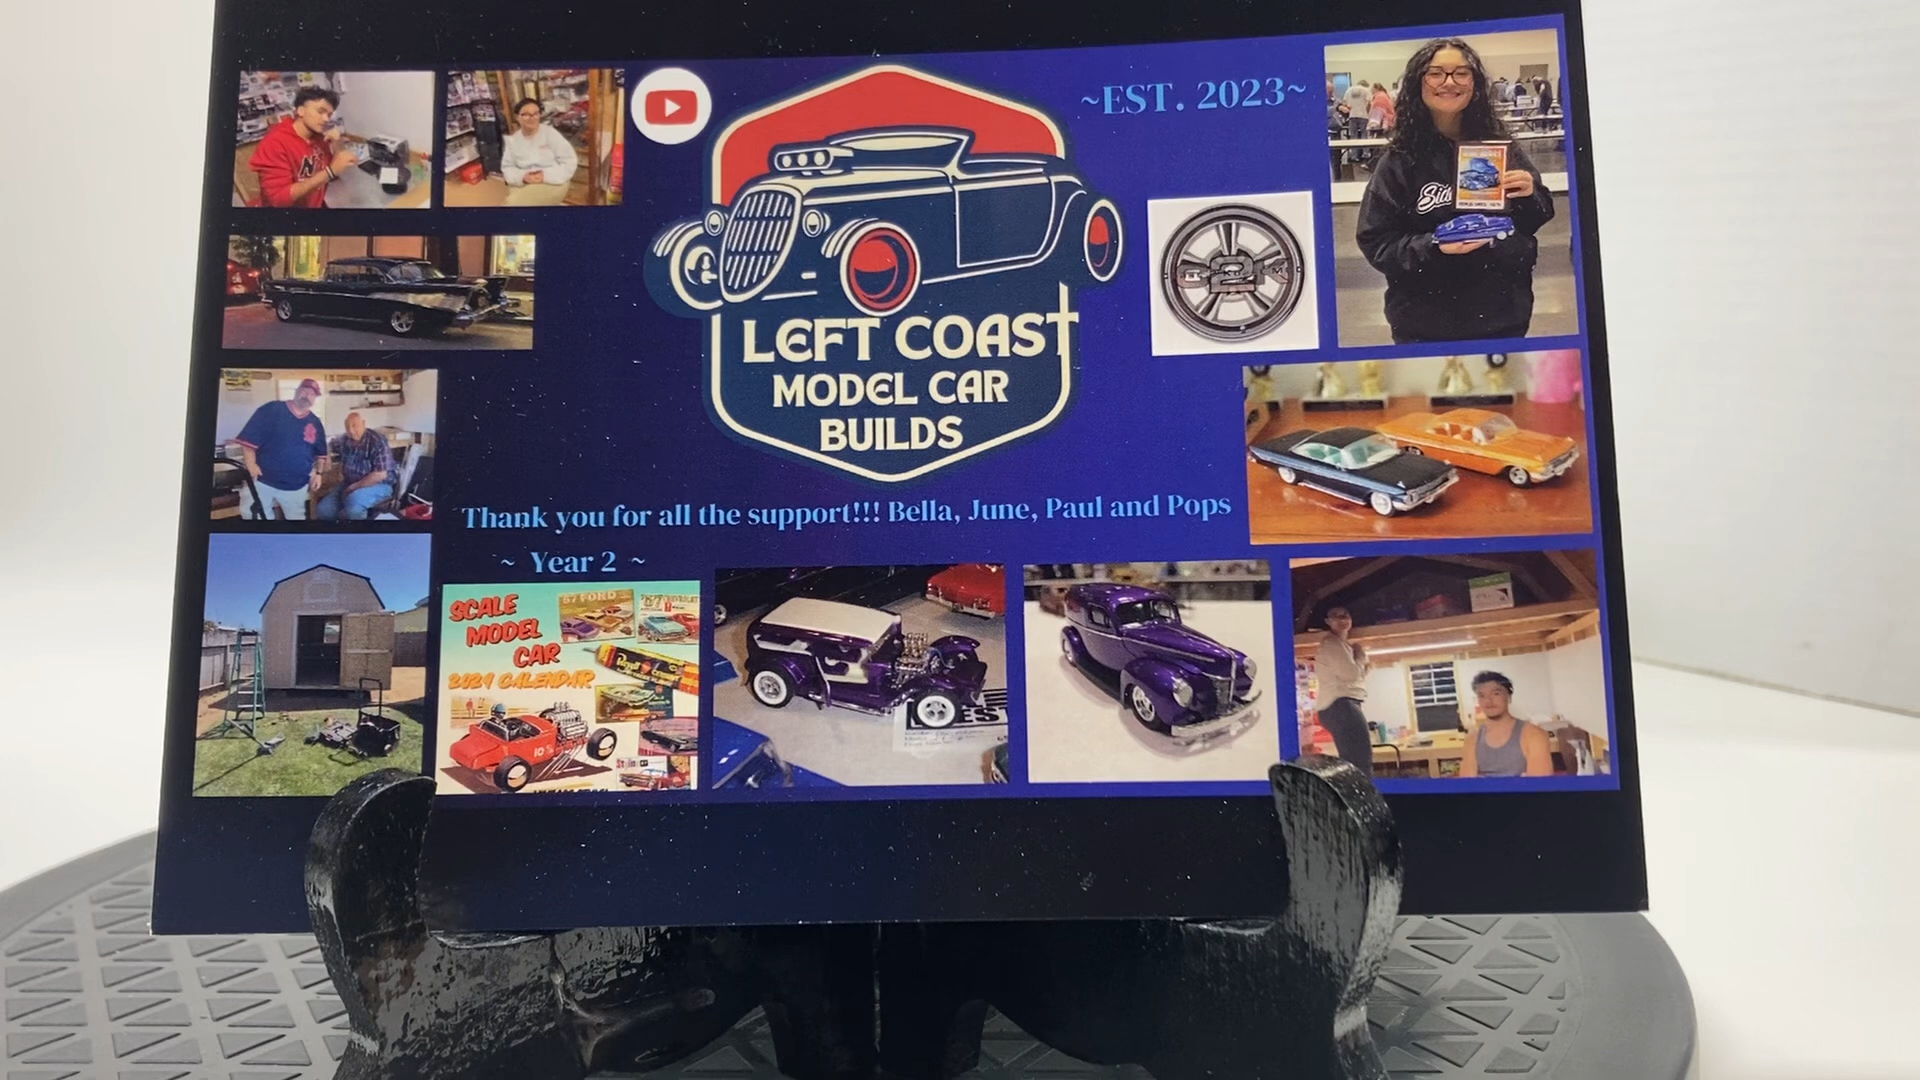 ~EST. 2023~
LEFT COAST
MODEL CAR
BUILDS
Thank you for all the support!!! Bella, June, Paul and Pops
~ Year 2 ~
SCALE
MODEL
CAR
2024 CALENDAR